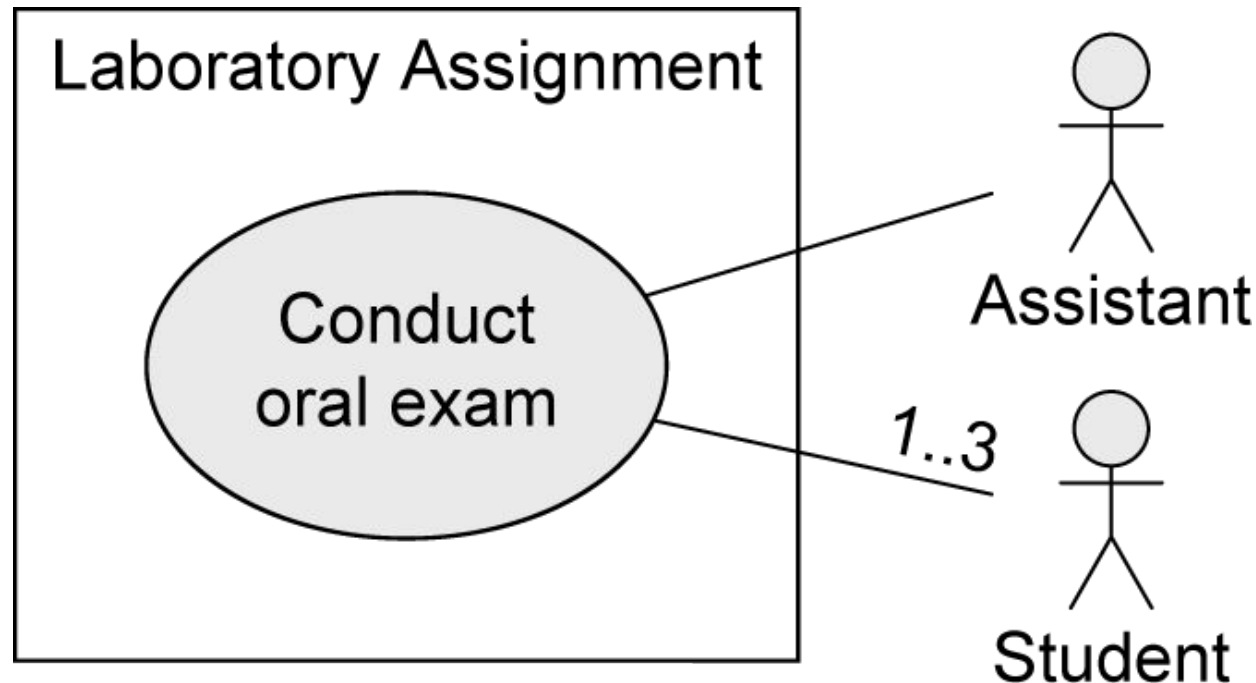 Laboratory Assignment
Conduct
oral exam
Assistant
1..3
Student